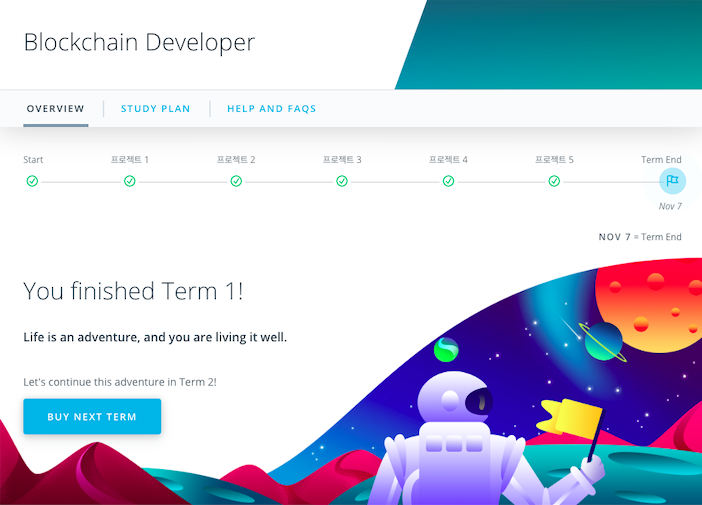 Blockchain Developer
OVERVIEW STUDY PLAN HELP AND FAQS
Start 프로젝트 1 프로젝트 2 프로젝트 3 프로젝트 4 프로젝트 5 Term End
Nov 7
NOV 7 = Term End
You finished Term 1!
Life is an adventure, and you are living it well.
Let's continue this adventure in Term 2!
BUY NEXT TERM